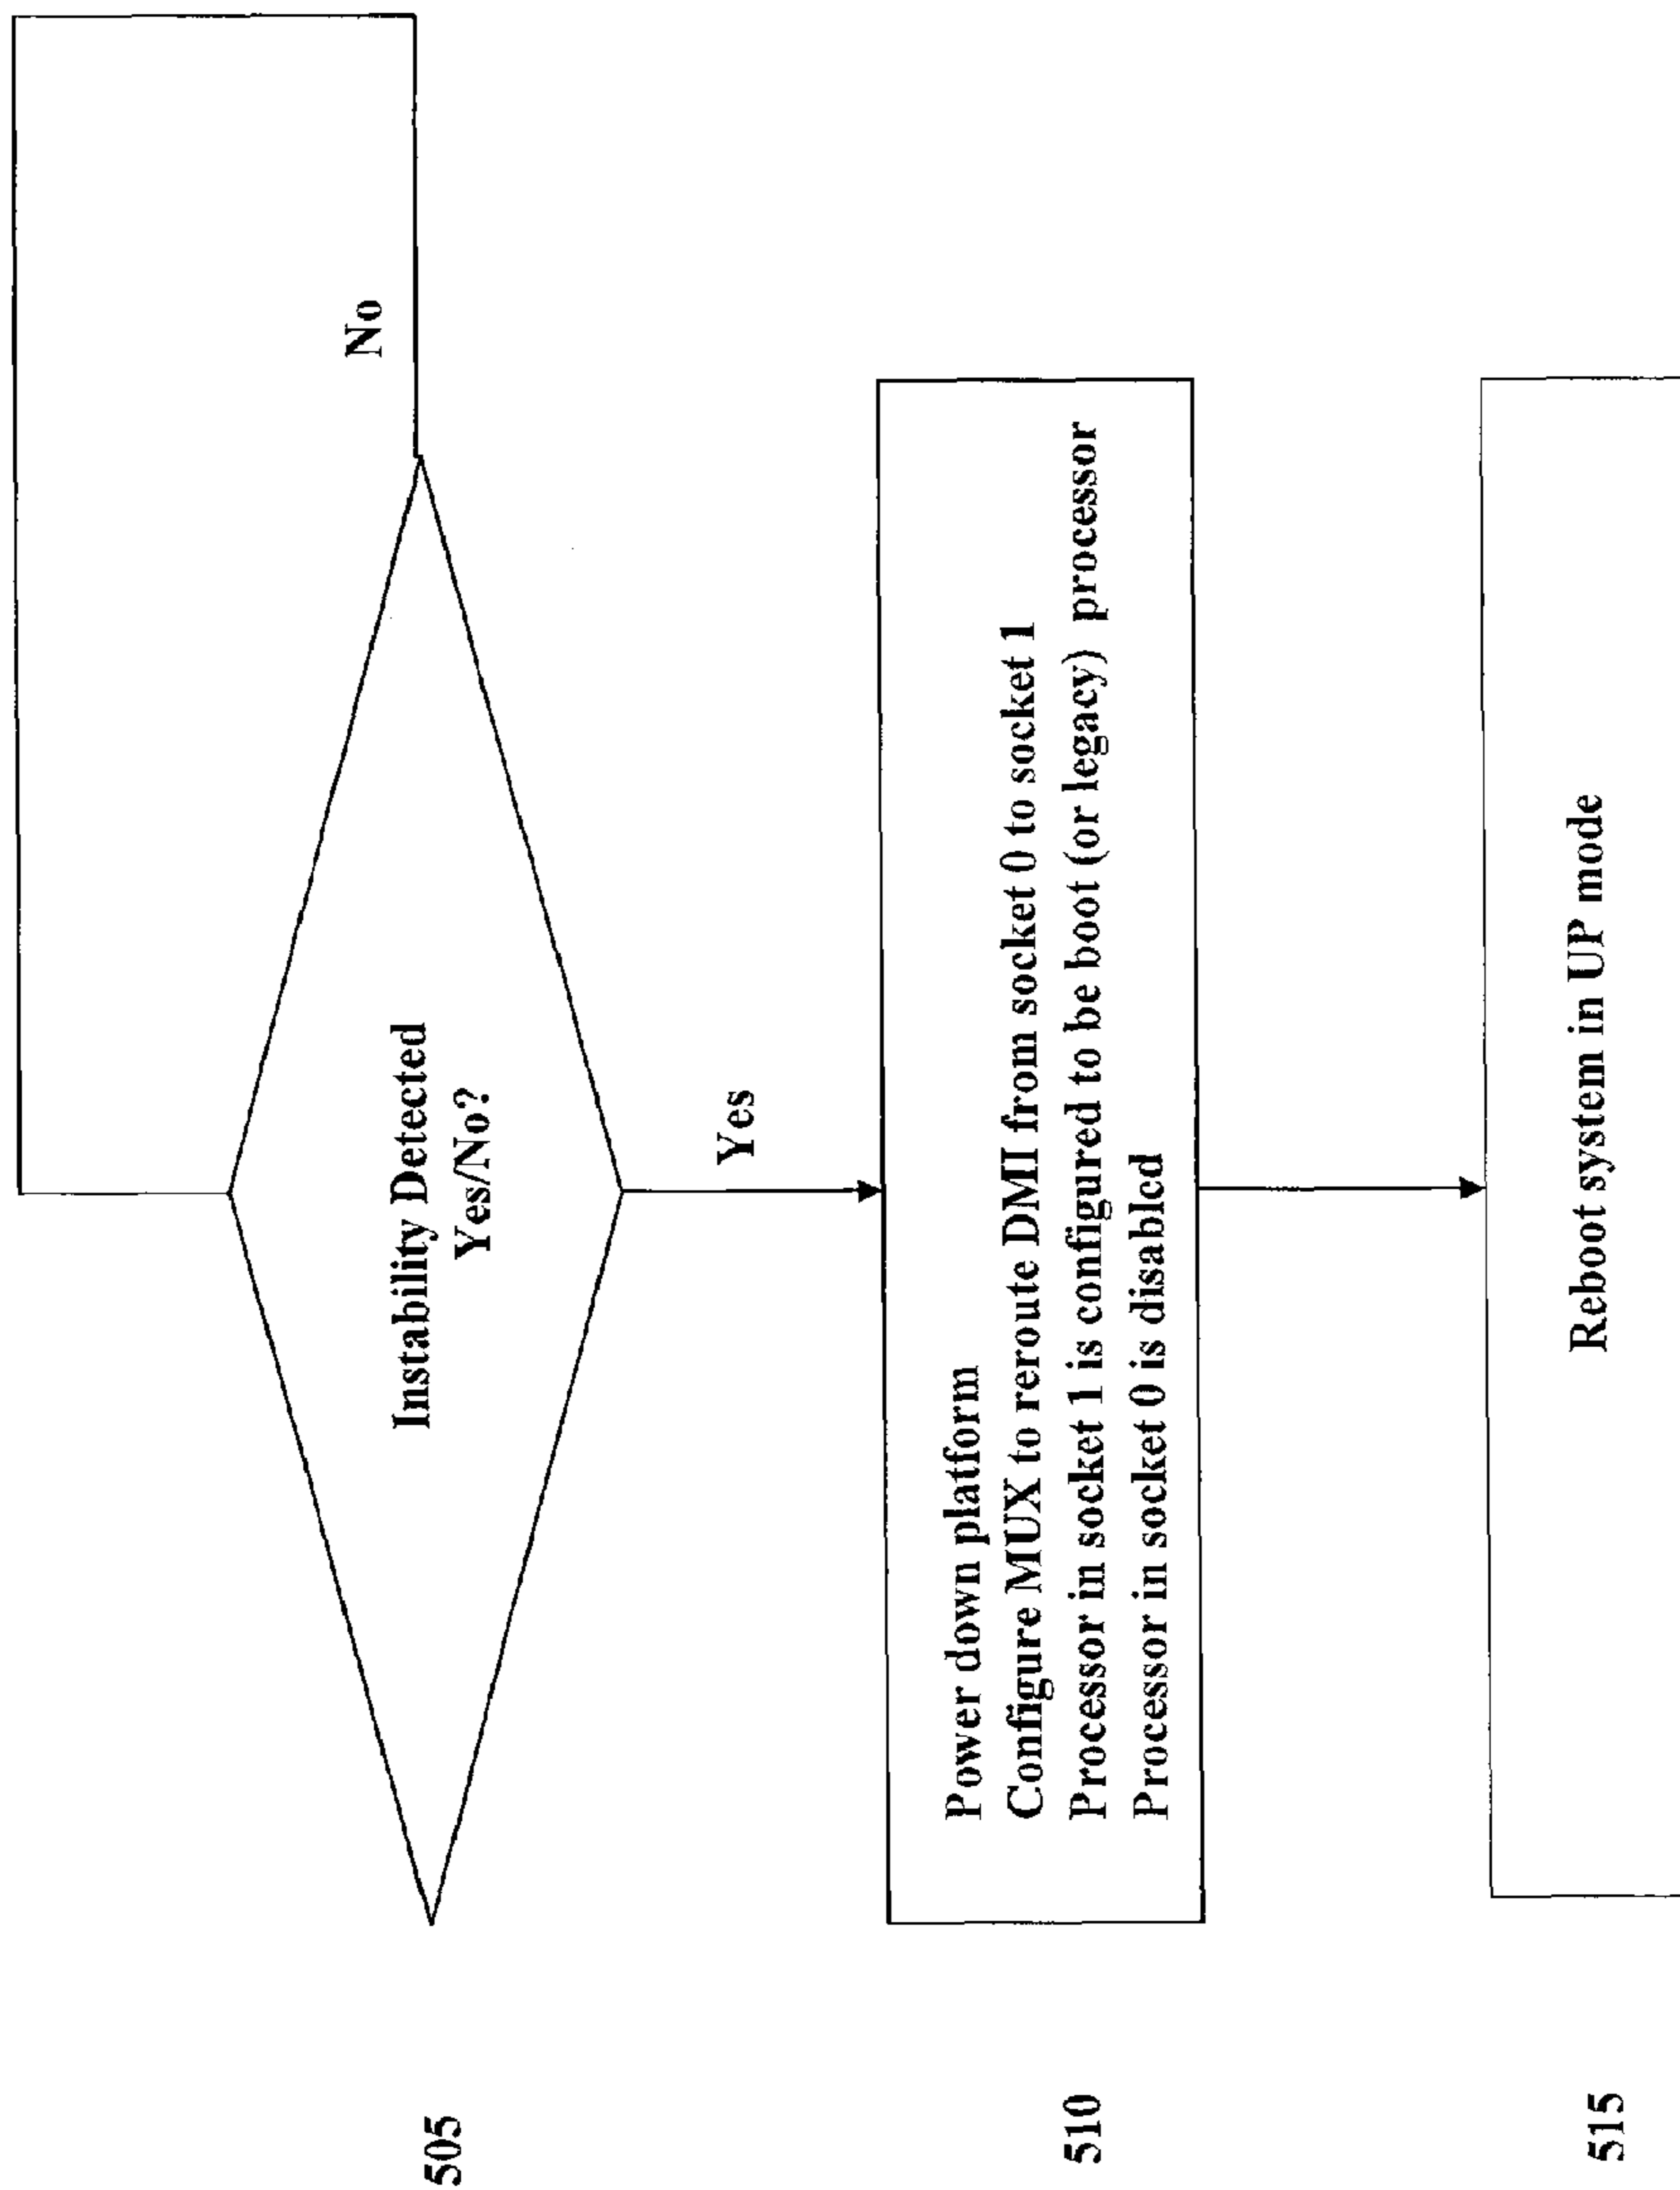 505
Instability Detected
Yes/No?
No
Yes
510
Power down platform
Configure MUX to reroute DMI from socket 0 to socket 1
Processor in socket 1 is configured to be boot (or legacy) processor
Processor in socket 0 is disabled
515
Reboot system in UP mode